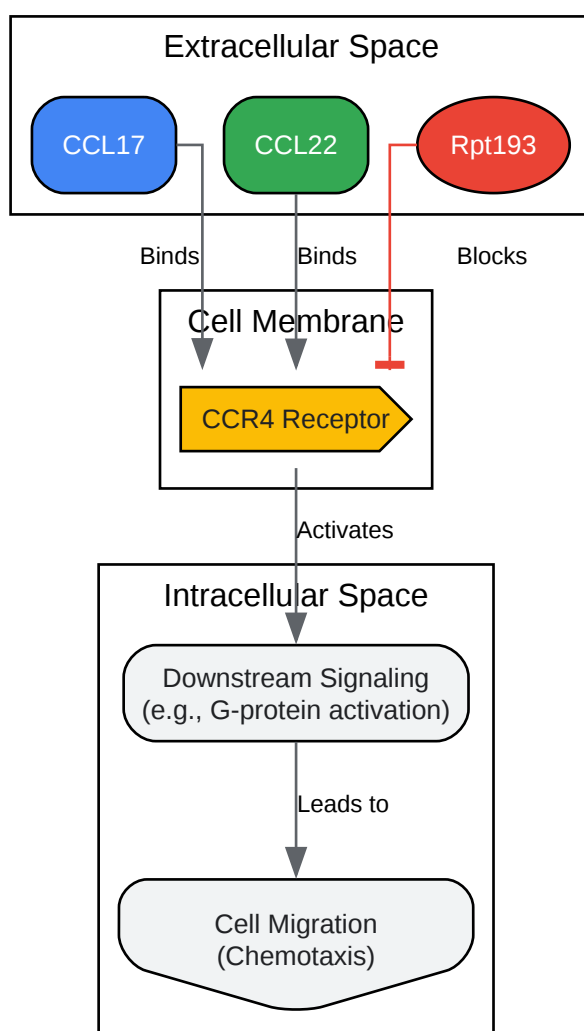 Extracellular Space
CCL17
CCL22
Rpt193
Binds
Binds
Blocks
Cell Membrane
CCR4 Receptor
Activates
Intracellular Space
Downstream Signaling
(e.g., G-protein activation)
Leads to
Cell Migration
(Chemotaxis)